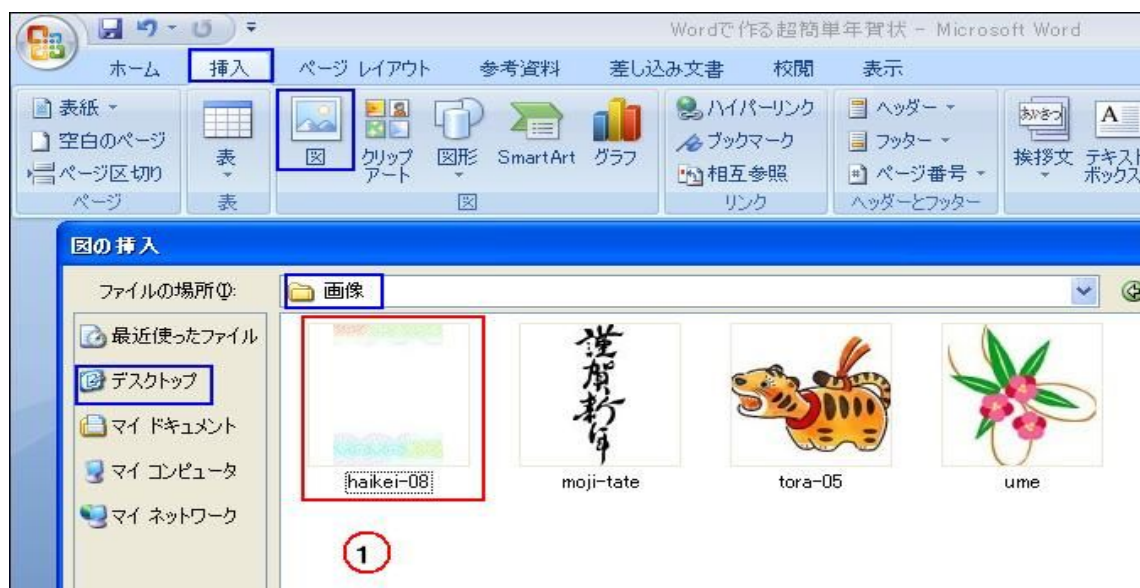 Wordで作る超簡単年賀状 - Microsoft Word
ホーム 挿入 ページ レイアウト 参考資料 差し込み文書 校閲 表示
表紙
空白のページ
ページ区切り
ページ
表
表
図
クリップ
アート
図形
SmartArt
グラフ
図
ハイパーリンク
ブックマーク
相互参照
リンク
ヘッダー
フッター
ページ番号
ヘッダーとフッター
あいさつ
挨拶文
A
テキスト
ボックス
図の挿入
ファイルの場所(I):
画像
最近使ったファイル
デスクトップ
マイ ドキュメント
マイ コンピュータ
マイ ネットワーク
謹賀新年
haikei-08
moji-tate
tora-05
ume
1